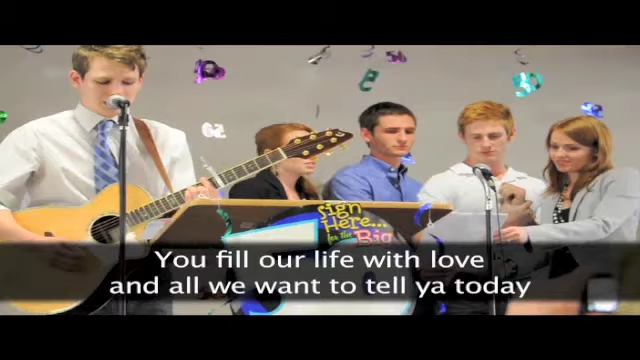 Sign
Here...
for the Big
You fill our life with love
and all we want to tell ya today